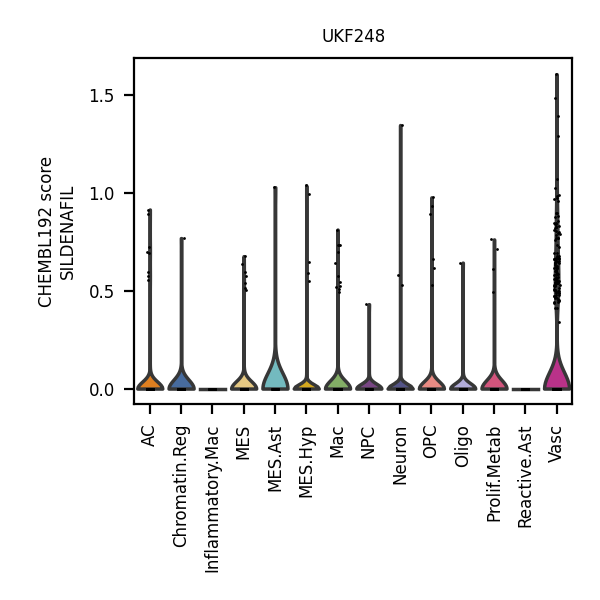 UKF248
CHEMBL192 score
SILDENAFIL
1.5
1.0
0.5
0.0
AC
Chromatin.Reg
Inflammatory.Mac
MES
MES.Ast
MES.Hyp
Mac
NPC
Neuron
OPC
Oligo
Prolif.Metab
Reactive.Ast
Vasc